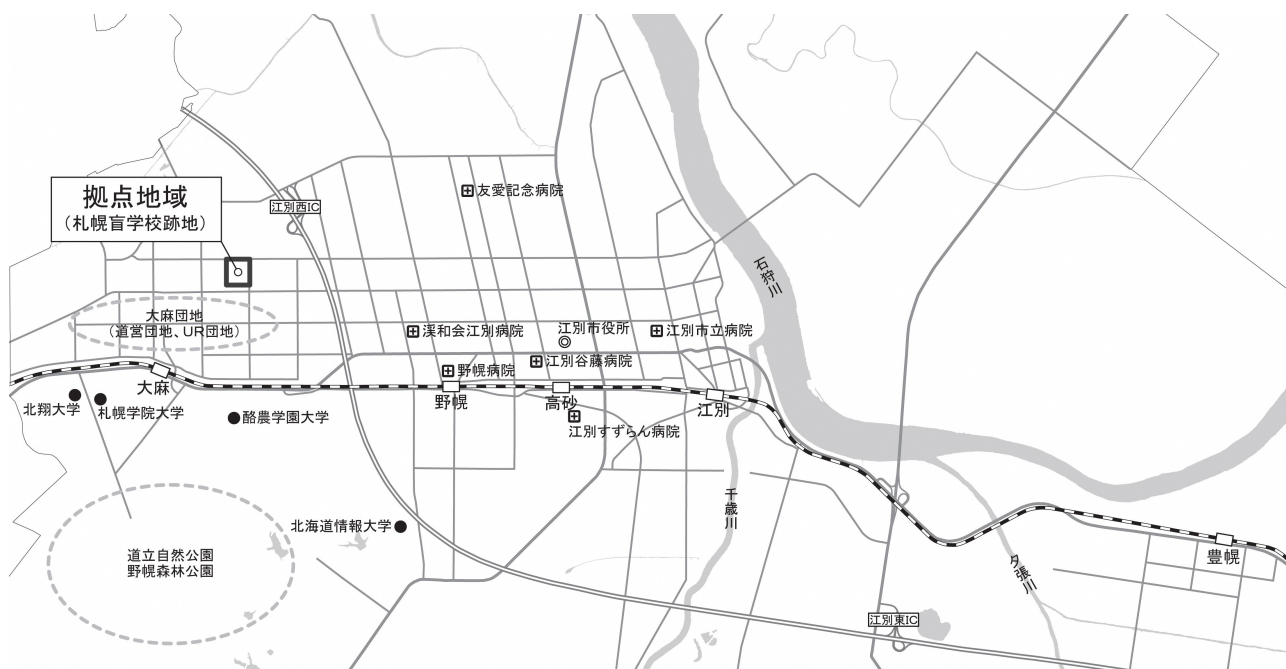 友愛記念病院
拠点地域
(札幌盲学校跡地)
江別西IC
石狩川
大麻団地
(道営団地、UR団地)
渓和会江別病院
江別市役所
江別市立病院
江別谷藤病院
野幌病院
大麻
野幌
高砂
江別
北翔大学
札幌学院大学
酪農学園大学
江別すずらん病院
千歳川
北海道情報大学
道立自然公園
野幌森林公園
豊幌
夕張川
江別東IC